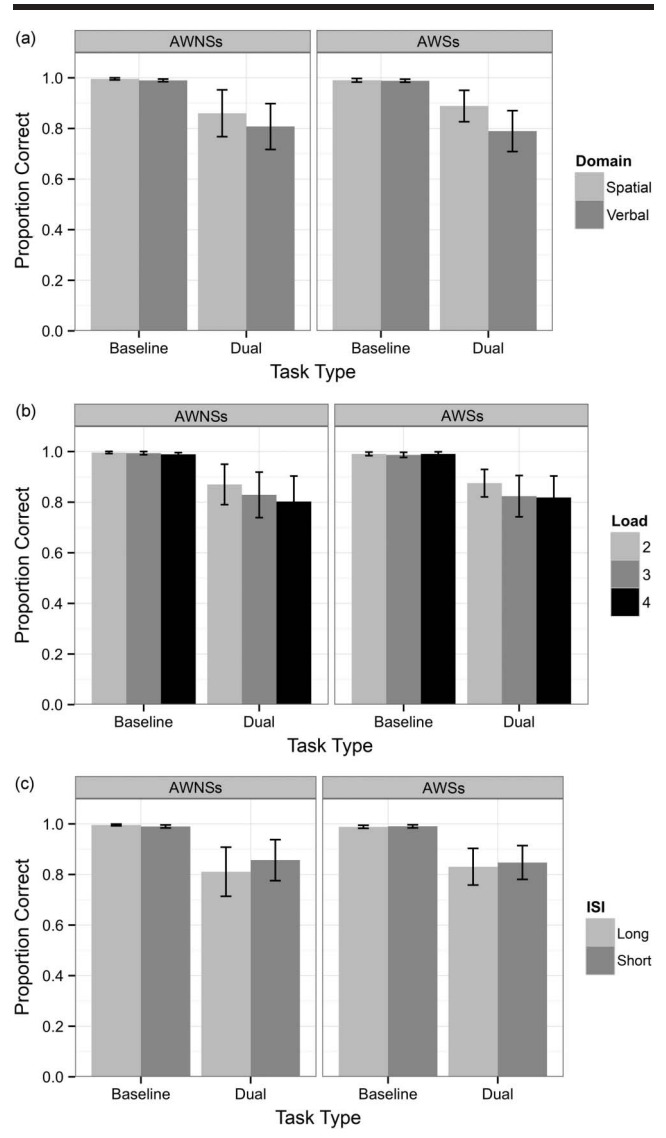 (a)
AWNSs AWSs
1.0
0.8
0.6
0.4
0.2
0.0
Proportion Correct
Baseline Dual Baseline Dual
Task Type
Domain
Spatial
Verbal
(b)
AWNSs AWSs
1.0
0.8
0.6
0.4
0.2
0.0
Proportion Correct
Baseline Dual Baseline Dual
Task Type
Load
2
3
4
(c)
AWNSs AWSs
1.0
0.8
0.6
0.4
0.2
0.0
Proportion Correct
Baseline Dual Baseline Dual
Task Type
ISI
Long
Short